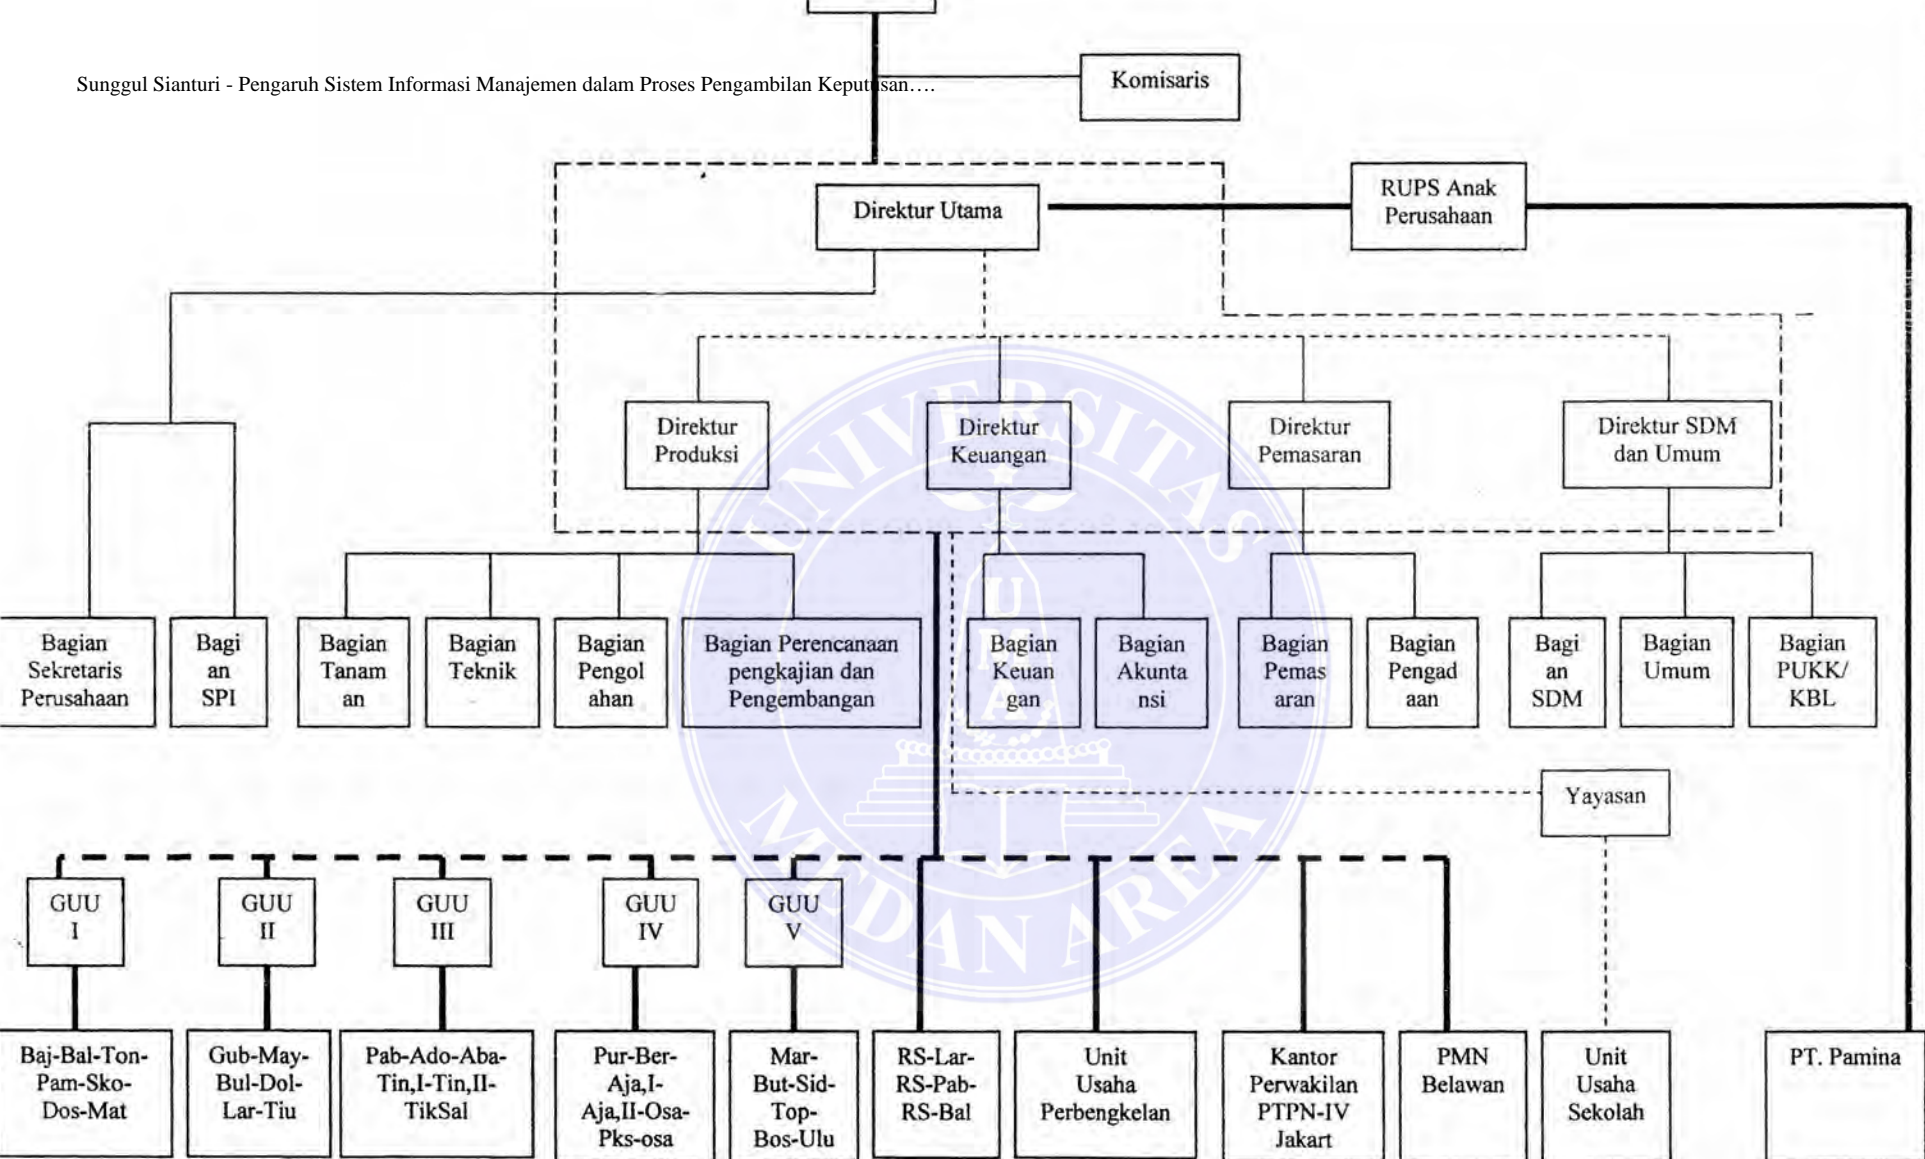 Sunggul Sianturi - Pengaruh Sistem Informasi Manajemen dalam Proses Pengambilan Keputusan….
Komisaris
Direktur Utama
RUPS Anak
Perusahaan
Direktur
Produksi
Direktur
Keuangan
Direktur
Pemasaran
Direktur SDM
dan Umum
Bagian
Sekretaris
Perusahaan
Bagi
an
SPI
Bagian
Tanam
an
Bagian
Teknik
Bagian
Pengol
ahan
Bagian Perencanaan
pengkajian dan
Pengembangan
Bagian
Keuan
gan
Bagian
Akunta
nsi
Bagian
Pemas
aran
Bagian
Pengad
aan
Bagi
an
SDM
Bagian
Umum
Bagian
PUKK/
KBL
Yayasan
GUU
I
GUU
II
GUU
III
GUU
IV
GUU
V
Baj-Bal-Ton-
Pam-Sko-
Dos-Mat
Gub-May-
Bul-Dol-
Lar-Tiu
Pab-Ado-Aba-
Tin,I-Tin,II-
TikSal
Pur-Ber-
Aja,I-
Aja,II-Osa-
Pks-osa
Mar-
But-Sid-
Top-
Bos-Ulu
RS-Lar-
RS-Pab-
RS-Bal
Unit
Usaha
Perbengkelan
Kantor
Perwakilan
PTPN-IV
Jakart
PMN
Belawan
Unit
Usaha
Sekolah
PT. Pamina
UNIVERSITAS
MEDAN AREA
U
M
A